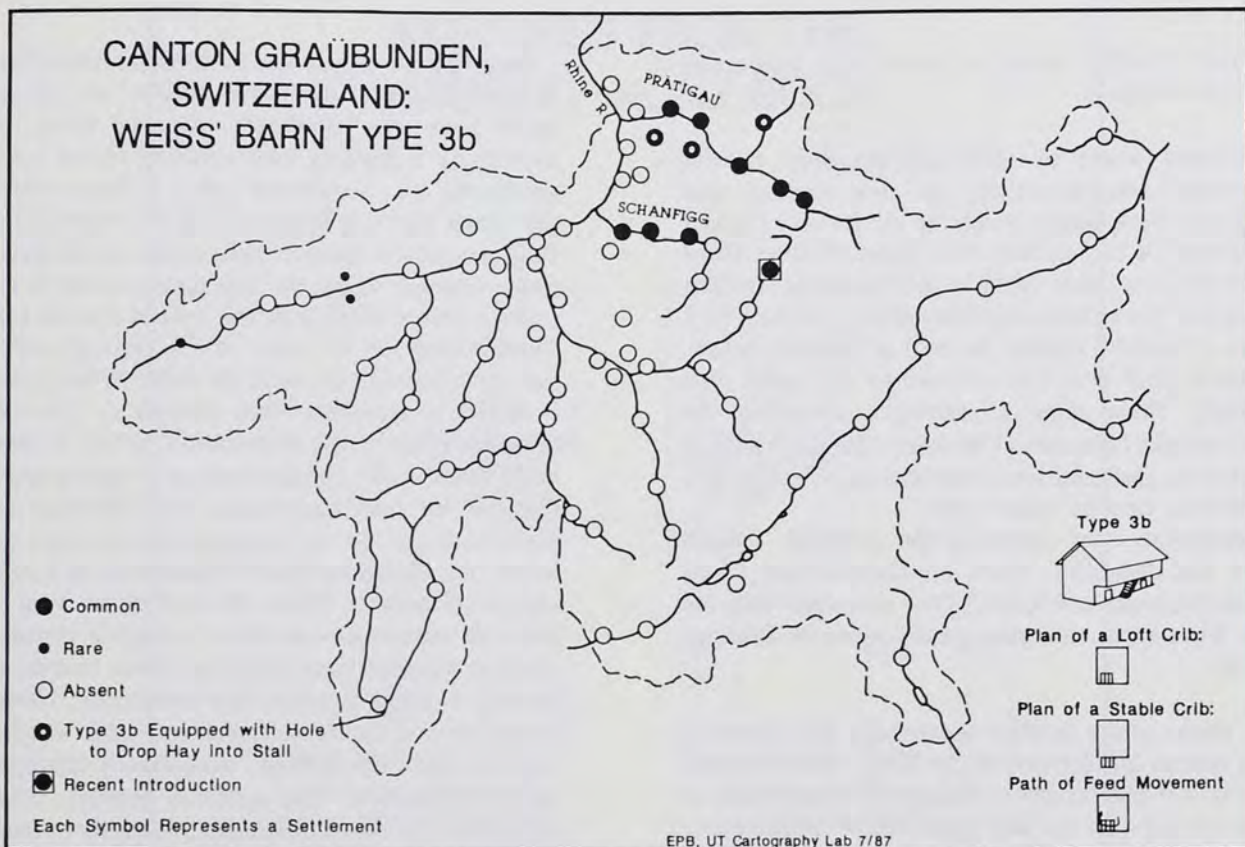 CANTON GRAÜBUNDEN,
SWITZERLAND:
WEISS' BARN TYPE 3b
Rhine R.
PRÄTIGAU
SCHANFIGG
Common
Rare
Absent
Type 3b Equipped with Hole
to Drop Hay into Stall
Recent Introduction
Each Symbol Represents a Settlement
Type 3b
Plan of a Loft Crib:
Plan of a Stable Crib:
Path of Feed Movement
EPB, UT Cartography Lab 7/87